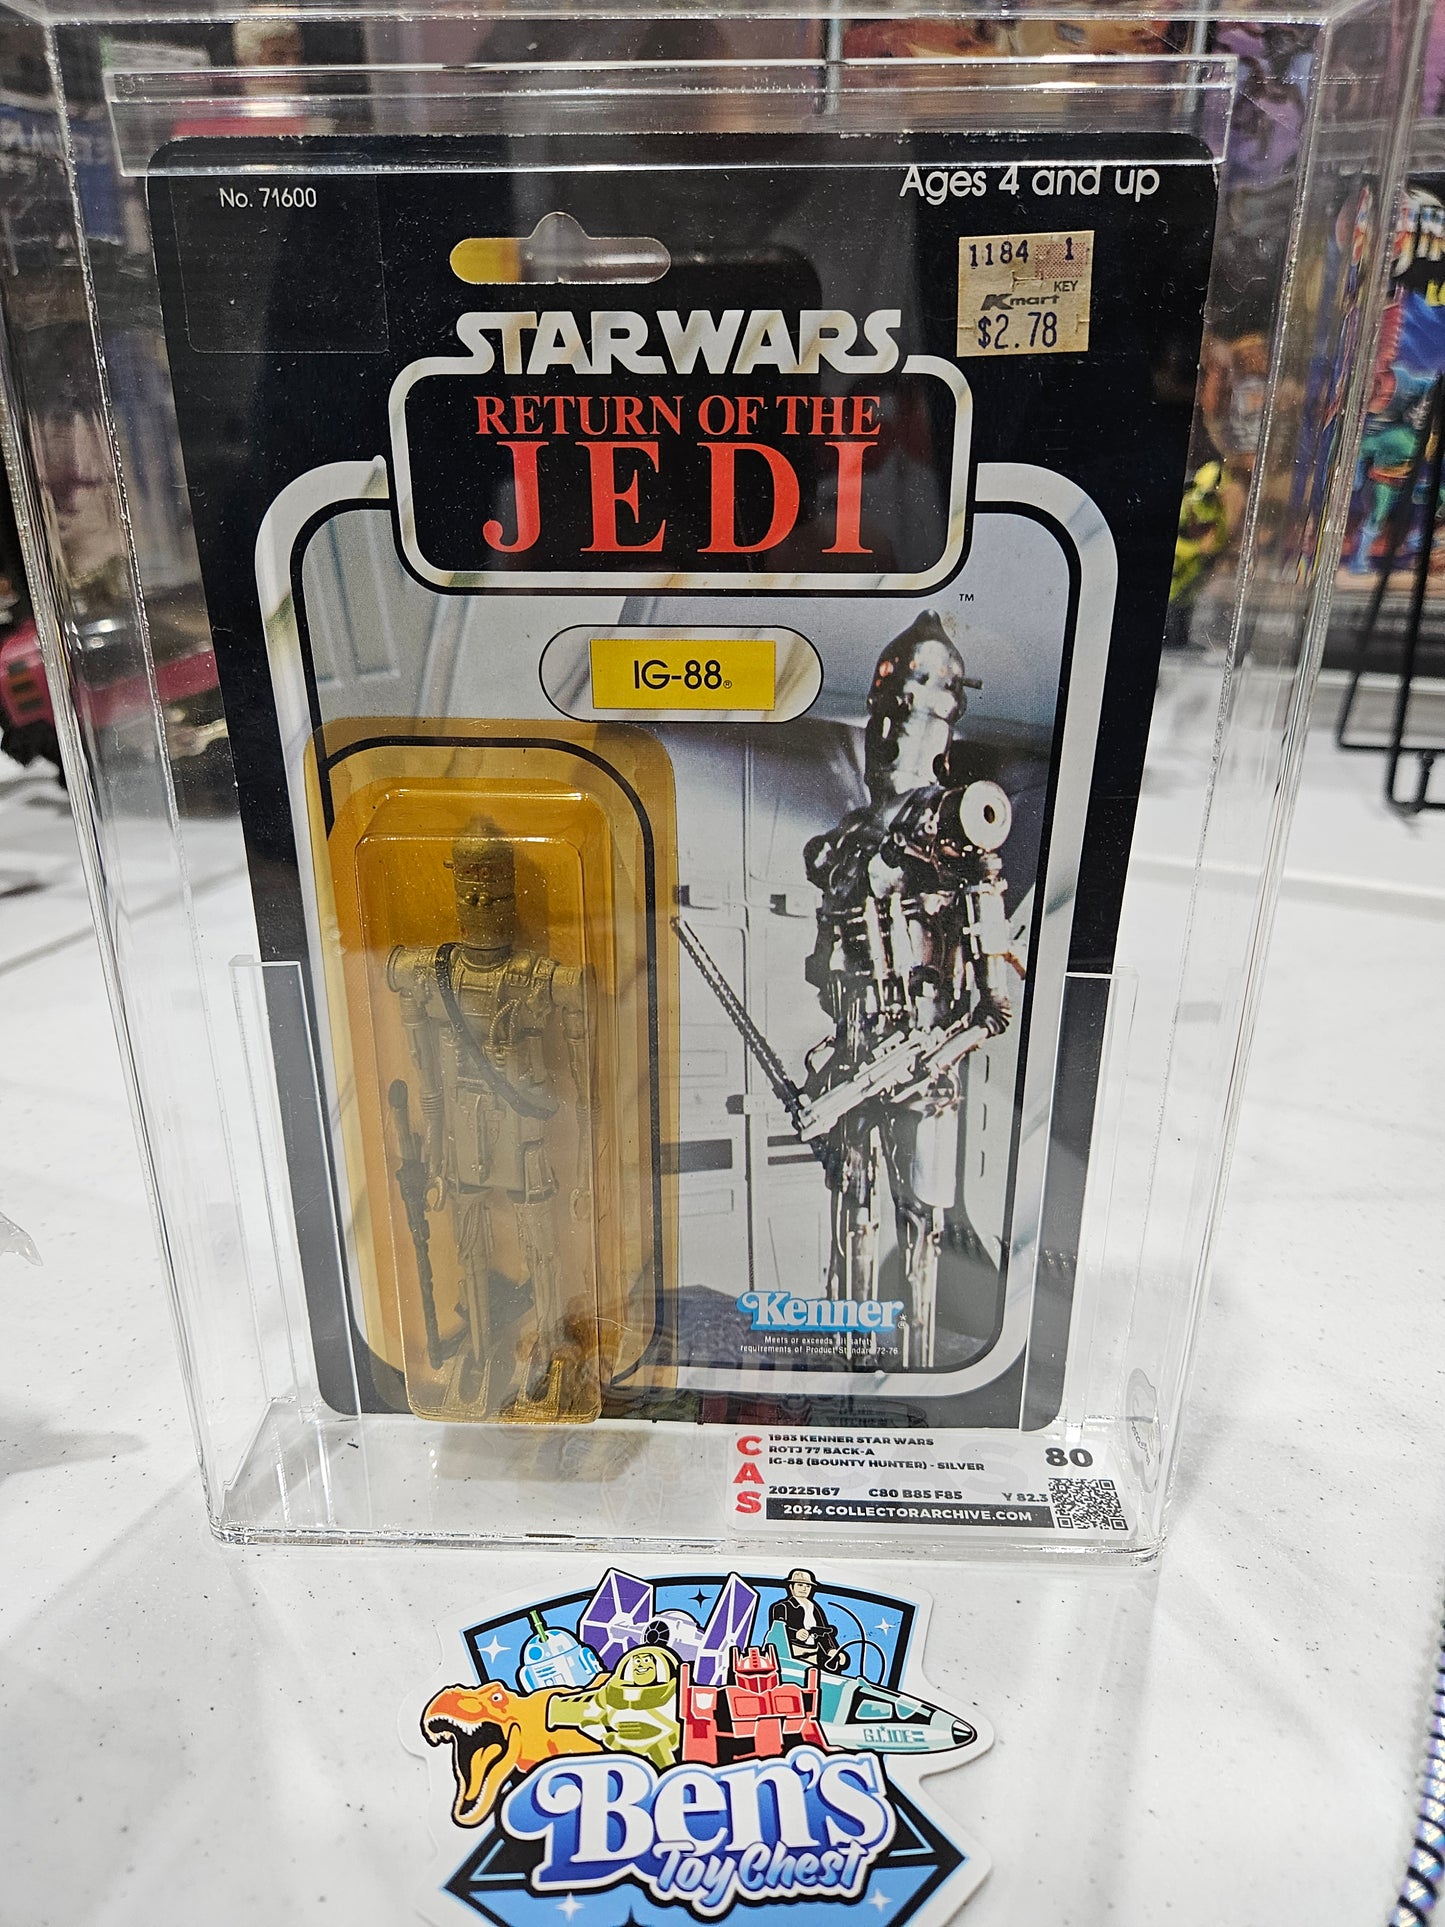 No. 71600
Ages 4 and up
1184 1
KEY
Kmart
$2.78
STAR WARS
RETURN OF THE
JEDI
TM
IG-88®
Kenner®
Meets or exceeds all safety
requirements of Product Standard 72-76
CAS
1983 KENNER STAR WARS
ROTJ 77 BACK-A
IG-88 (BOUNTY HUNTER) - SILVER
80
20225167 C80 B85 F85 Y 82.3
2024 COLLECTORARCHIVE.COM
G.I.JOE
Ben's
Toy Chest